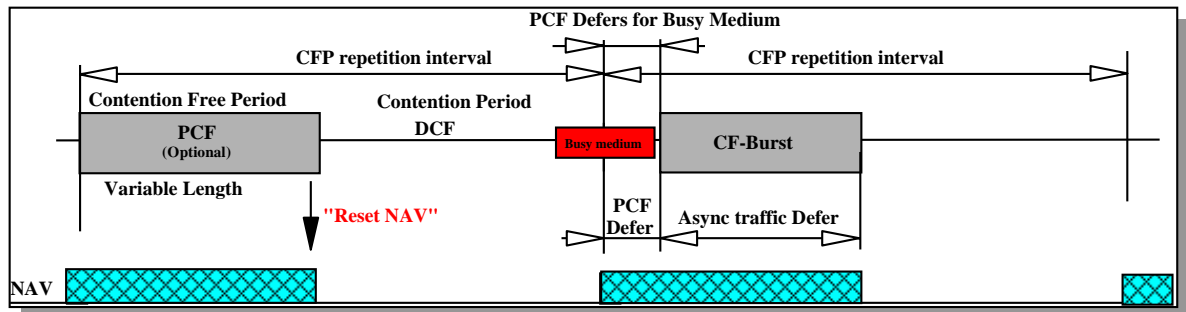 PCF Defers for Busy Medium
CFP repetition interval
CFP repetition interval
Contention Free Period
Contention Period
PCF
(Optional)
DCF
Busy medium
CF-Burst
Variable Length
"Reset NAV"
PCF
Defer
Async traffic Defer
NAV